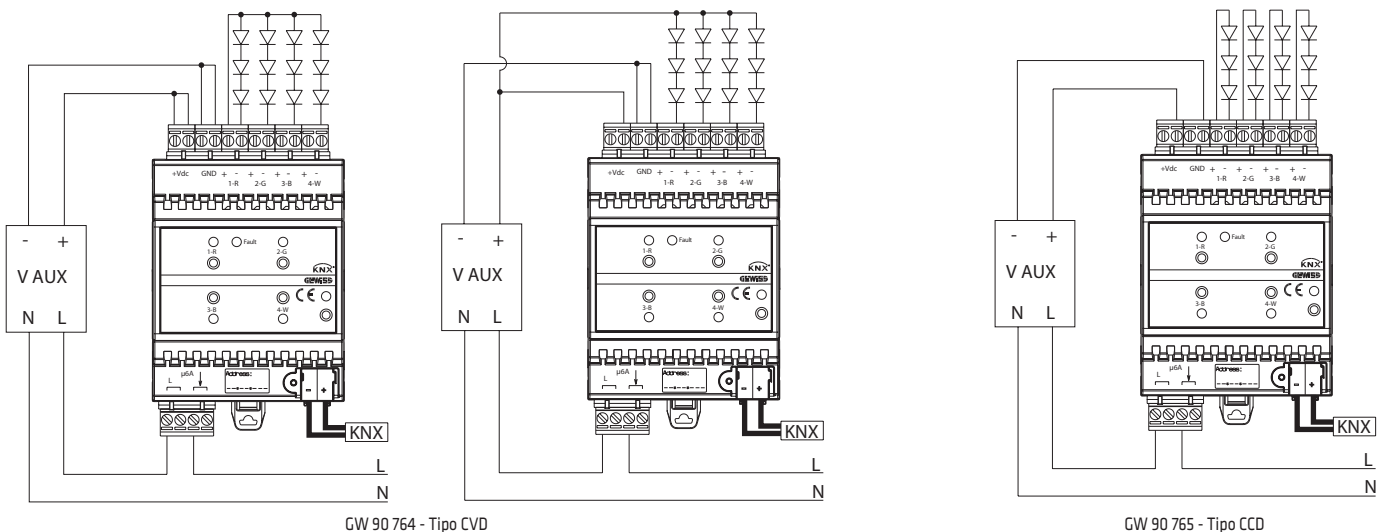 +Vdc GND + - + - + - + -
1-R 2-G 3-B 4-W
- +
V AUX
N L
Fault
1-R 2-G
KNX
GEWISS
CE
3-B 4-W
L µ6A
Address:
- +
KNX
L
N
+Vdc GND + - + - + - + -
1-R 2-G 3-B 4-W
- +
V AUX
N L
Fault
1-R 2-G
KNX
GEWISS
CE
3-B 4-W
L µ6A
Address:
- +
KNX
L
N
GW 90 764 - Tipo CVD
+Vdc GND + - + - + - + -
1-R 2-G 3-B 4-W
- +
V AUX
N L
Fault
1-R 2-G
KNX
GEWISS
CE
3-B 4-W
L µ6A
Address:
- +
KNX
L
N
GW 90 765 - Tipo CCD